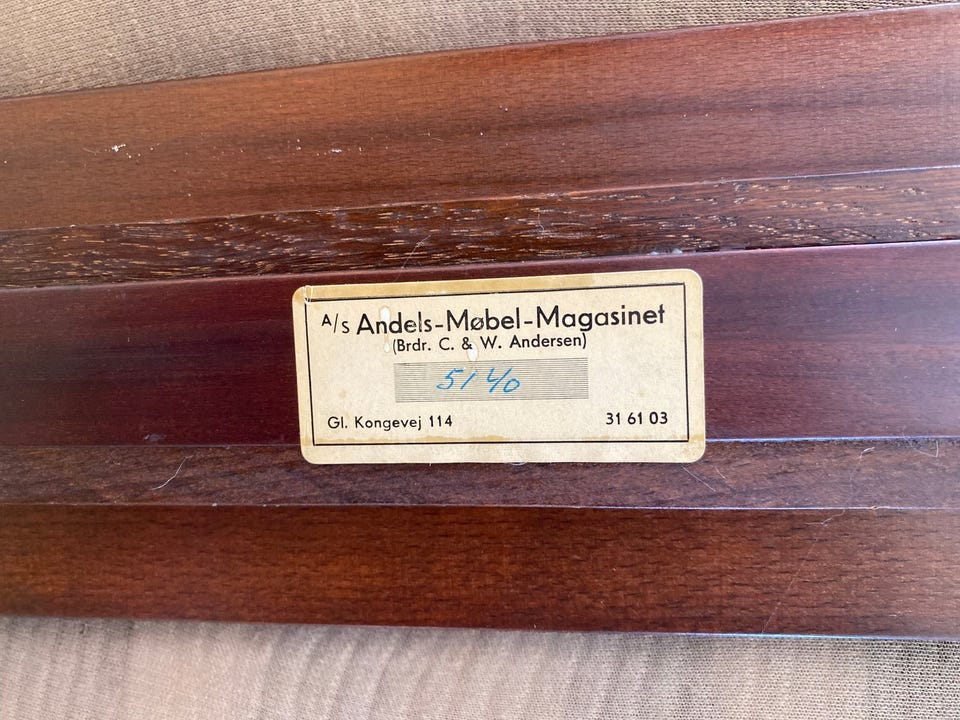 A/s Andels-Møbel-Magasinet
(Brdr. C. & W. Andersen)
51 40
Gl. Kongevej 114
31 61 03